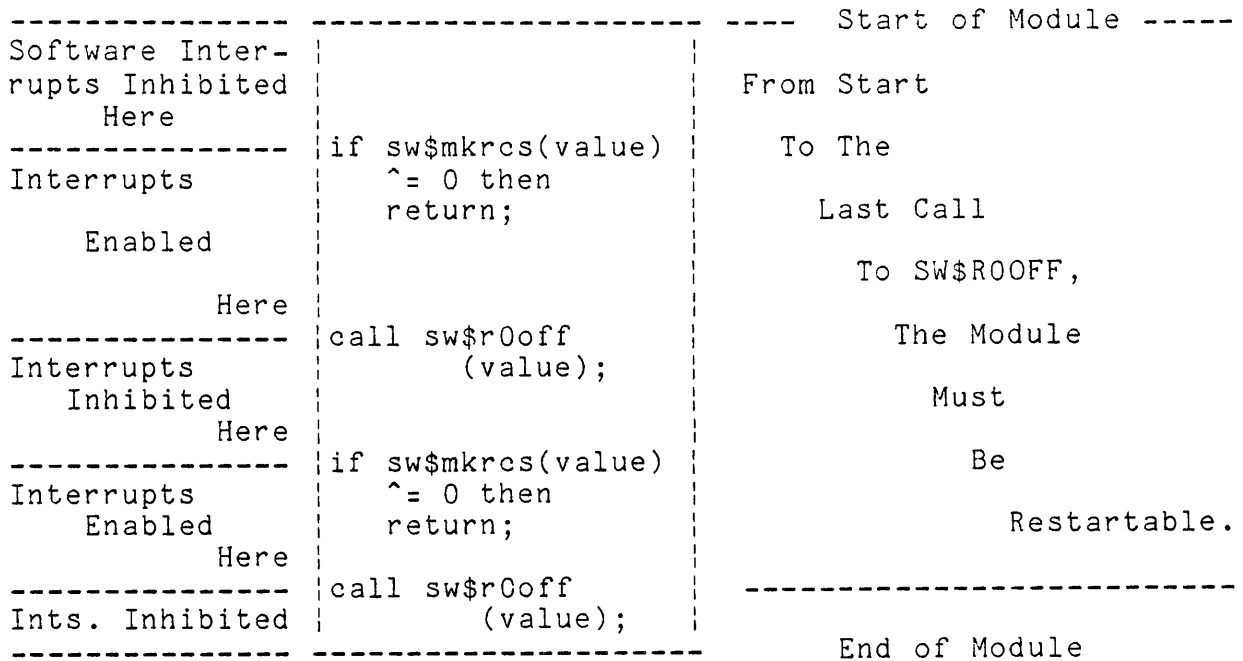 Start of Module
Software Inter-
rupts Inhibited
Here
From Start
if sw$mkrcs(value)
To The
Interrupts
^= 0 then
return;
Last Call
Enabled
To SW$ROOFF,
Here
call sw$r0off
The Module
Interrupts
(value);
Inhibited
Must
Here
if sw$mkrcs(value)
Be
Interrupts
^= 0 then
Enabled
return;
Restartable.
Here
call sw$r0off
Ints. Inhibited
(value);
End of Module